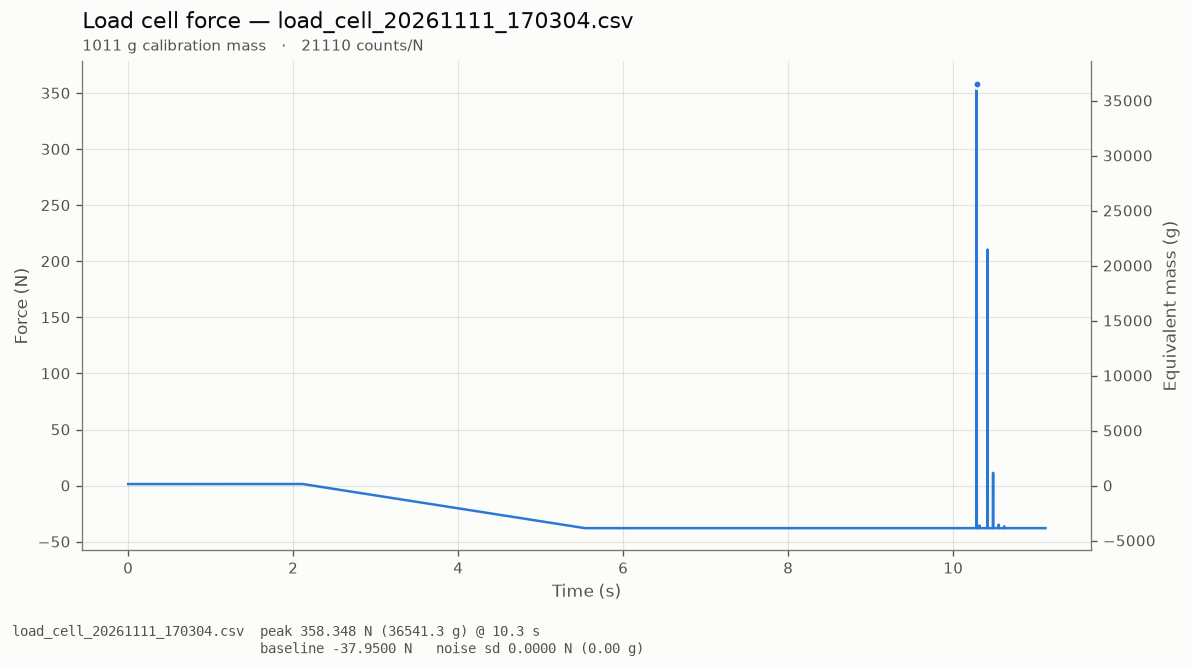 Load cell force — load_cell_20261111_170304.csv
1011 g calibration mass   ·   21110 counts/N
350
300
250
200
150
100
50
0
−50
Force (N)
35000
30000
25000
20000
15000
10000
5000
0
−5000
Equivalent mass (g)
0 2 4 6 8 10
Time (s)
load_cell_20261111_170304.csv  peak 358.348 N (36541.3 g) @ 10.3 s
baseline -37.9500 N   noise sd 0.0000 N (0.00 g)